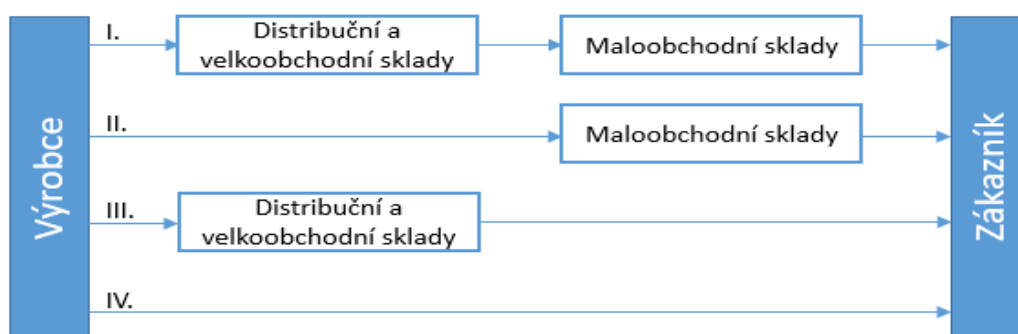 Výrobce
I.
Distribuční a
velkoobchodní sklady
Maloobchodní sklady
II.
Maloobchodní sklady
III.
Distribuční a
velkoobchodní sklady
IV.
Zákazník